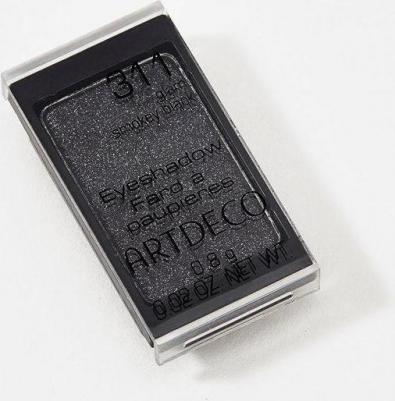 311
glam
smokey black
Eyeshadow
Fard à
paupières
ARTDECO
0.8 g
0.02 OZ. NET WT.